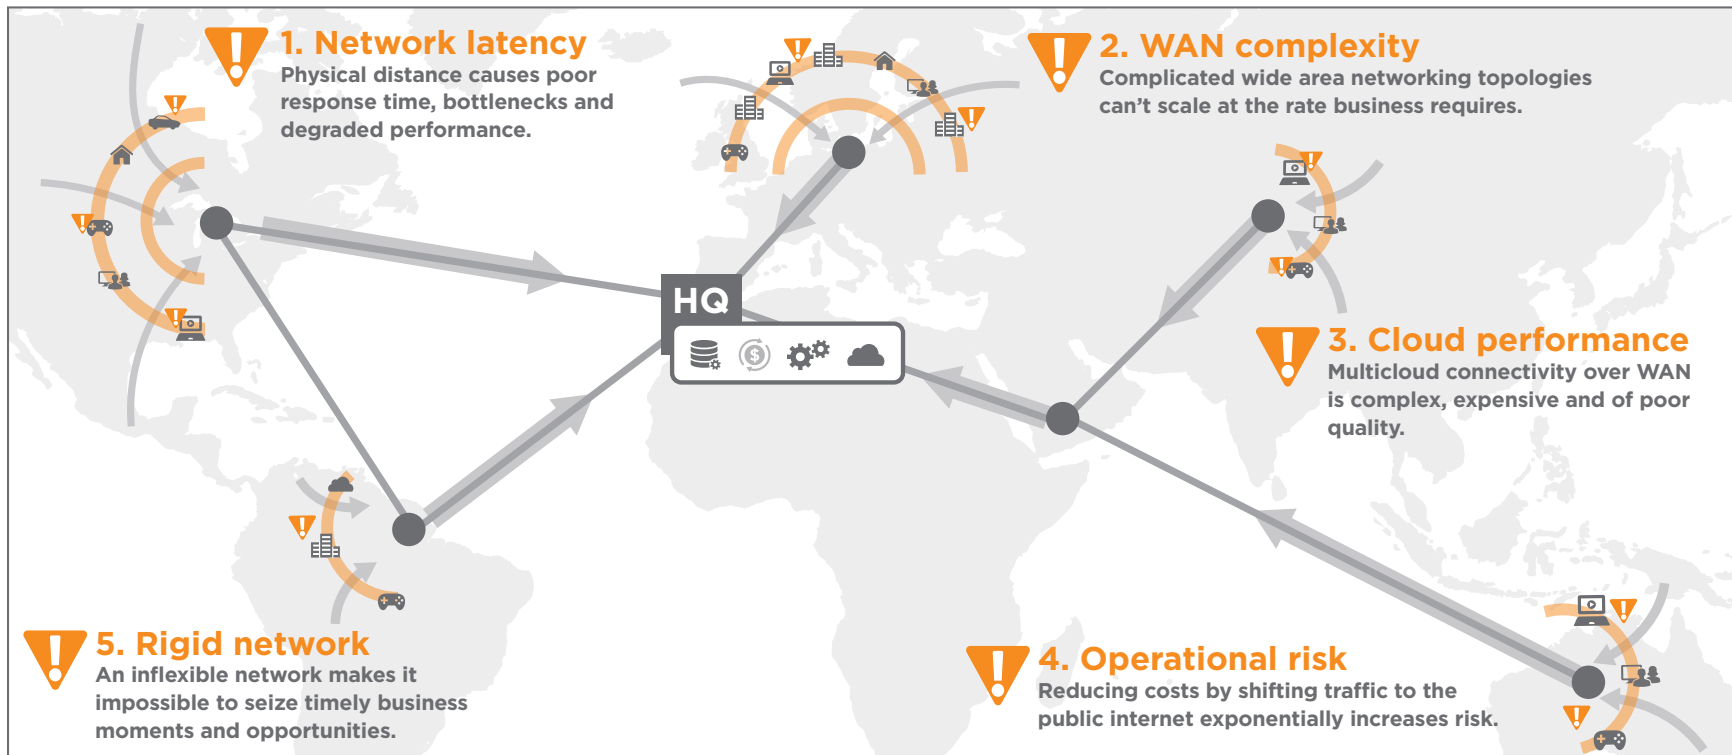 1. Network latency
Physical distance causes poor
response time, bottlenecks and
degraded performance.
2. WAN complexity
Complicated wide area networking topologies
can’t scale at the rate business requires.
HQ
$
3. Cloud performance
Multicloud connectivity over WAN
is complex, expensive and of poor
quality.
4. Operational risk
Reducing costs by shifting traffic to the
public internet exponentially increases risk.
5. Rigid network
An inflexible network makes it
impossible to seize timely business
moments and opportunities.